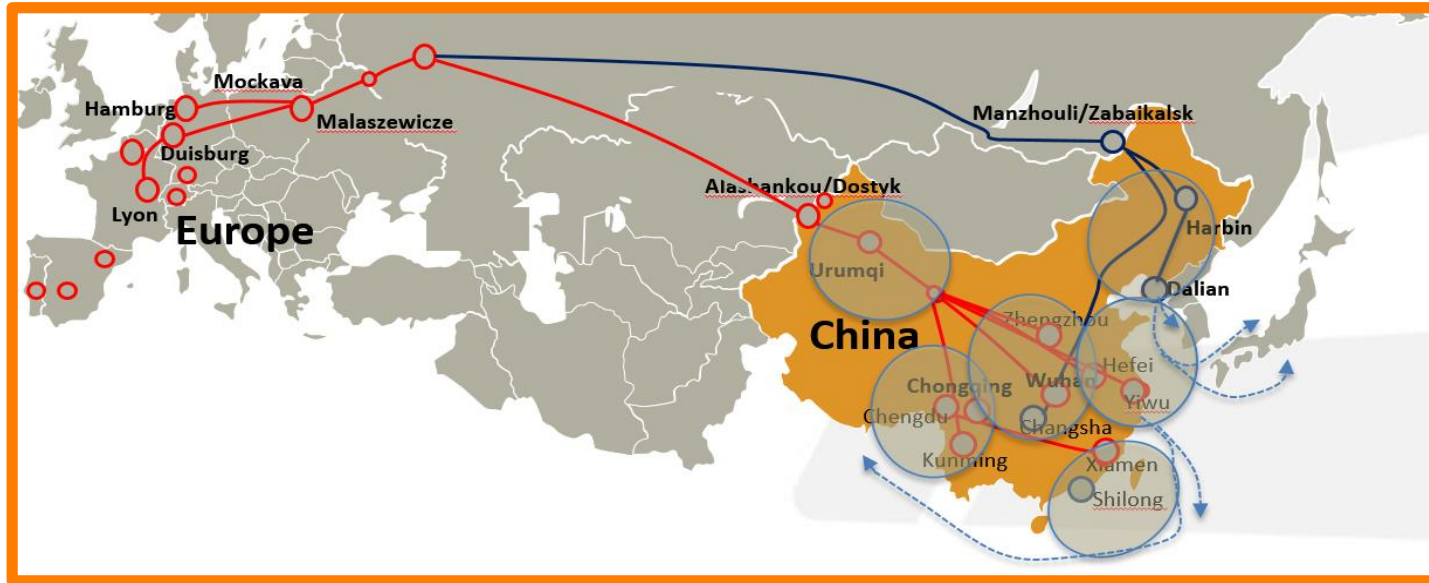 Mockava
Hamburg
Malaszewicze
Duisburg
Lyon
Europe
Manzhouli/Zabaikalsk
Alashankou/Dostyk
Harbin
Urumqi
Dalian
China
Zhengzhou
Hefei
Chongqing
Wuhan
Yiwu
Chengdu
Changsha
Kunming
Xiamen
Shilong